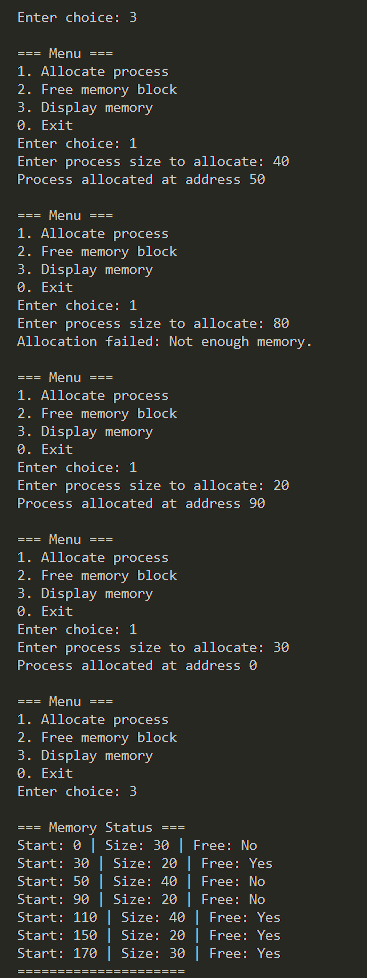 Enter choice: 3
=== Menu ===
1. Allocate process
2. Free memory block
3. Display memory
0. Exit
Enter choice: 1
Enter process size to allocate: 40
Process allocated at address 50
=== Menu ===
1. Allocate process
2. Free memory block
3. Display memory
0. Exit
Enter choice: 1
Enter process size to allocate: 80
Allocation failed: Not enough memory.
=== Menu ===
1. Allocate process
2. Free memory block
3. Display memory
0. Exit
Enter choice: 1
Enter process size to allocate: 20
Process allocated at address 90
=== Menu ===
1. Allocate process
2. Free memory block
3. Display memory
0. Exit
Enter choice: 1
Enter process size to allocate: 30
Process allocated at address 0
=== Menu ===
1. Allocate process
2. Free memory block
3. Display memory
0. Exit
Enter choice: 3
=== Memory Status ===
Start: 0 | Size: 30 | Free: No
Start: 30 | Size: 20 | Free: Yes
Start: 50 | Size: 40 | Free: No
Start: 90 | Size: 20 | Free: No
Start: 110 | Size: 40 | Free: Yes
Start: 150 | Size: 20 | Free: Yes
Start: 170 | Size: 30 | Free: Yes
=====================